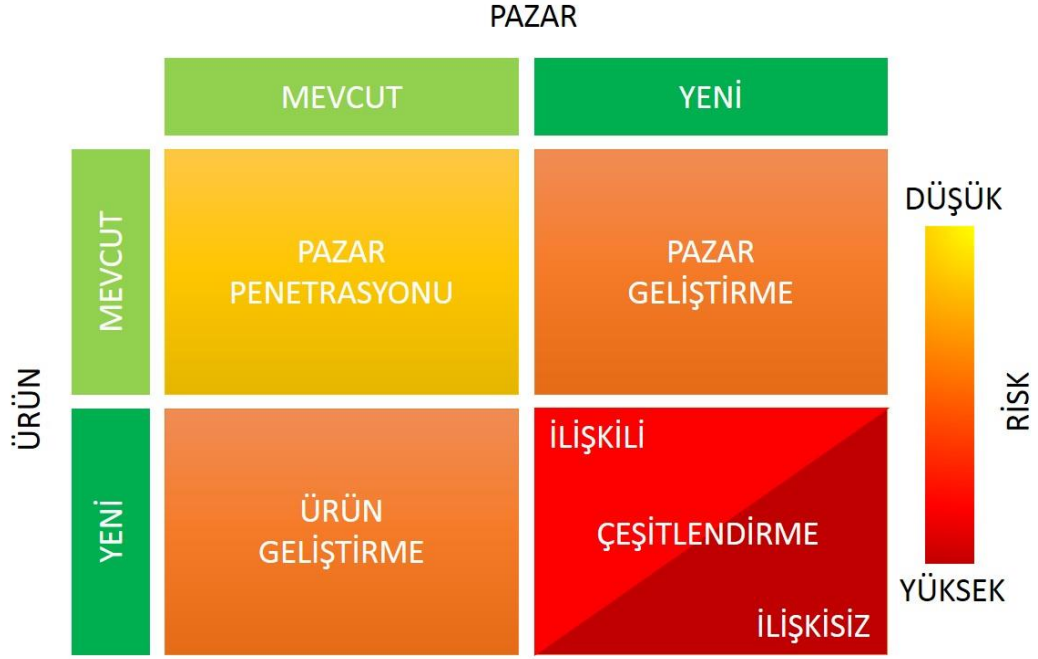 PAZAR
MEVCUT
YENİ
MEVCUT
PAZAR
PENETRASYONU
PAZAR
GELİŞTİRME
DÜŞÜK
ÜRÜN
RİSK
YENİ
ÜRÜN
GELİŞTİRME
İLİŞKİLİ
ÇEŞİTLENDİRME
İLİŞKİSİZ
YÜKSEK